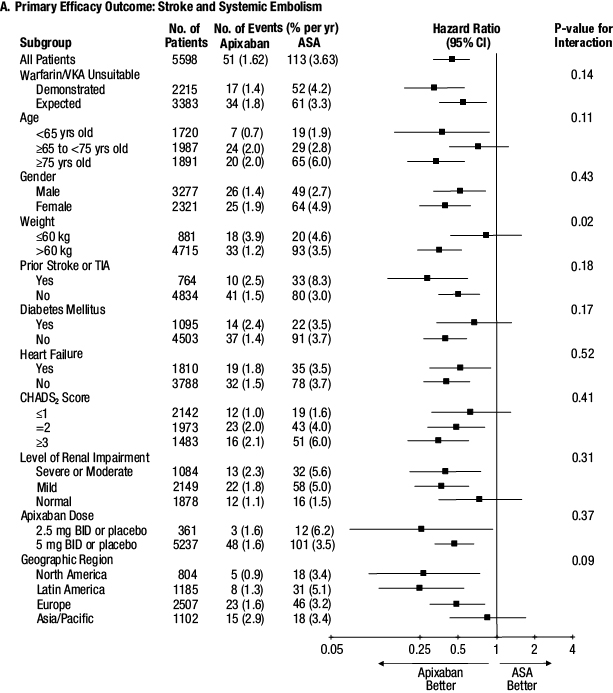 A. Primary Efficacy Outcome: Stroke and Systemic Embolism
No. of No. of Events (% per yr) Hazard Ratio P-value for
Subgroup Patients Apixaban ASA (95% CI) Interaction
All Patients 5598 51 (1.62) 113 (3.63)
Warfarin/VKA Unsuitable 0.14
Demonstrated 2215 17 (1.4) 52 (4.2)
Expected 3383 34 (1.8) 61 (3.3)
Age 0.11
<65 yrs old 1720 7 (0.7) 19 (1.9)
≥65 to <75 yrs old 1987 24 (2.0) 29 (2.8)
≥75 yrs old 1891 20 (2.0) 65 (6.0)
Gender 0.43
Male 3277 26 (1.4) 49 (2.7)
Female 2321 25 (1.9) 64 (4.9)
Weight 0.02
≤60 kg 881 18 (3.9) 20 (4.6)
>60 kg 4715 33 (1.2) 93 (3.5)
Prior Stroke or TIA 0.18
Yes 764 10 (2.5) 33 (8.3)
No 4834 41 (1.5) 80 (3.0)
Diabetes Mellitus 0.17
Yes 1095 14 (2.4) 22 (3.5)
No 4503 37 (1.4) 91 (3.7)
Heart Failure 0.52
Yes 1810 19 (1.8) 35 (3.5)
No 3788 32 (1.5) 78 (3.7)
CHADS₂ Score 0.41
≤1 2142 12 (1.0) 19 (1.6)
=2 1973 23 (2.0) 43 (4.0)
≥3 1483 16 (2.1) 51 (6.0)
Level of Renal Impairment 0.31
Severe or Moderate 1084 13 (2.3) 32 (5.6)
Mild 2149 22 (1.8) 58 (5.0)
Normal 1878 12 (1.1) 16 (1.5)
Apixaban Dose 0.37
2.5 mg BID or placebo 361 3 (1.6) 12 (6.2)
5 mg BID or placebo 5237 48 (1.6) 101 (3.5)
Geographic Region 0.09
North America 804 5 (0.9) 18 (3.4)
Latin America 1185 8 (1.3) 31 (5.1)
Europe 2507 23 (1.6) 46 (3.2)
Asia/Pacific 1102 15 (2.9) 18 (3.4)
0.05 0.25 0.5 1 2 4
Apixaban ASA
Better Better